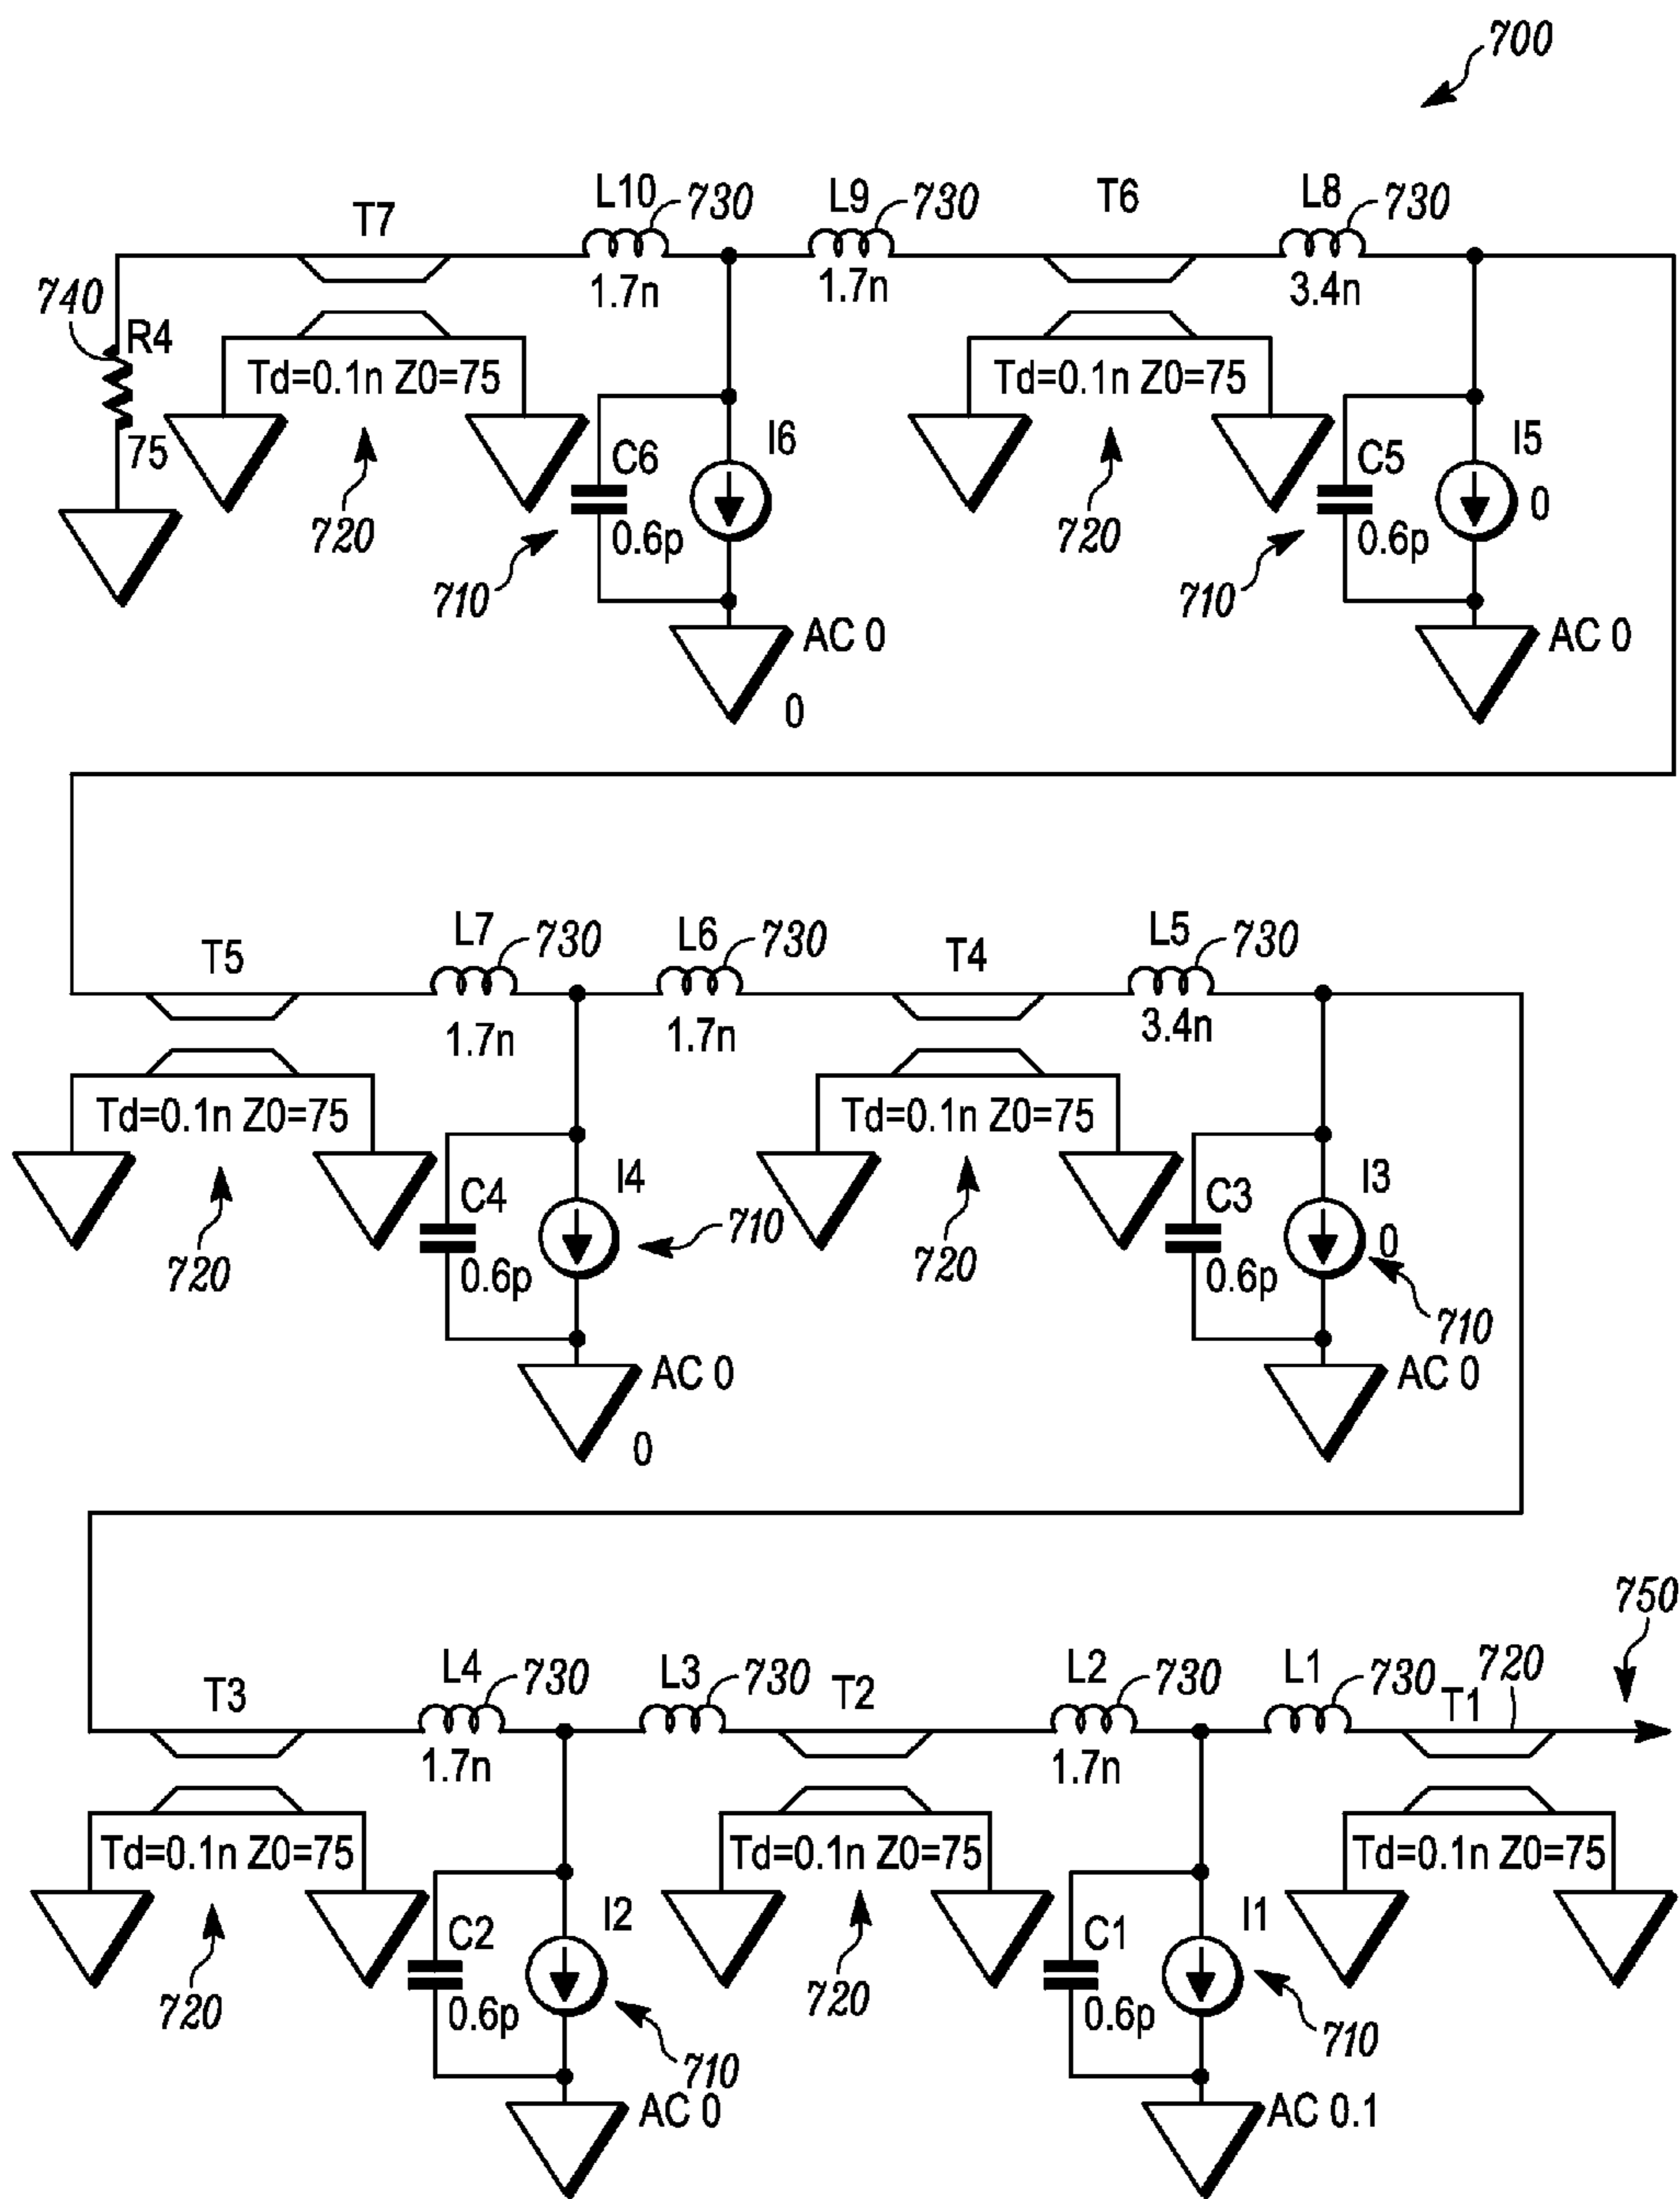 700
L10 730 L9 730 T6 L8 730
T7
1.7n 1.7n 3.4n
740 R4
Td=0.1n Z0=75 Td=0.1n Z0=75
75 C6 I6 C5 I5
720 0.6p 720 0.6p 0
710 710
AC 0 AC 0
0
L7 730 L6 730 T4 L5 730
T5
1.7n 1.7n 3.4n
Td=0.1n Z0=75 Td=0.1n Z0=75
C4 I4 C3 I3
710 0
720 0.6p 720 0.6p
710
AC 0 AC 0
0
750
L4 730 L3 730 T2 L2 730 L1 730 720
T3 T1
1.7n 1.7n
Td=0.1n Z0=75 Td=0.1n Z0=75 Td=0.1n Z0=75
C2 I2 C1 I1
720 0.6p 720 0.6p
710 710
AC 0 AC 0.1